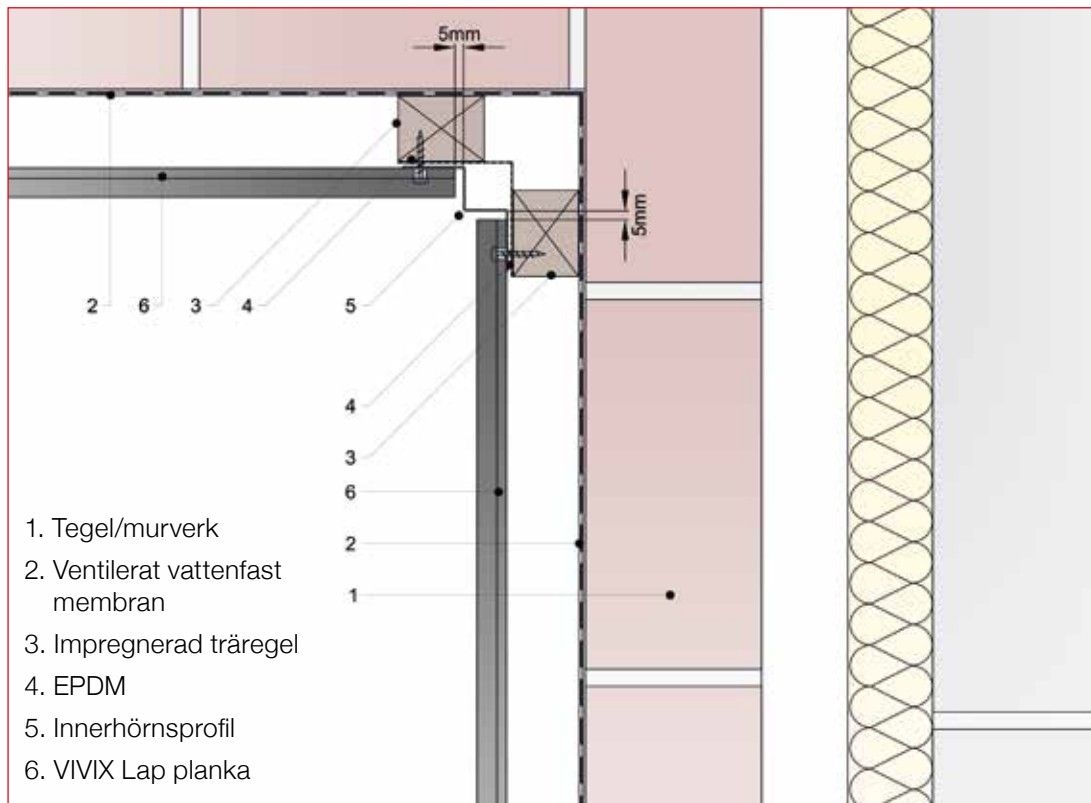 5mm
5mm
2 6 3 4 5
4
3
6
2
1
1. Tegel/murverk
2. Ventilerat vattenfast
membran
3. Impregnerad träregel
4. EPDM
5. Innerhörnsprofil
6. VIVIX Lap planka